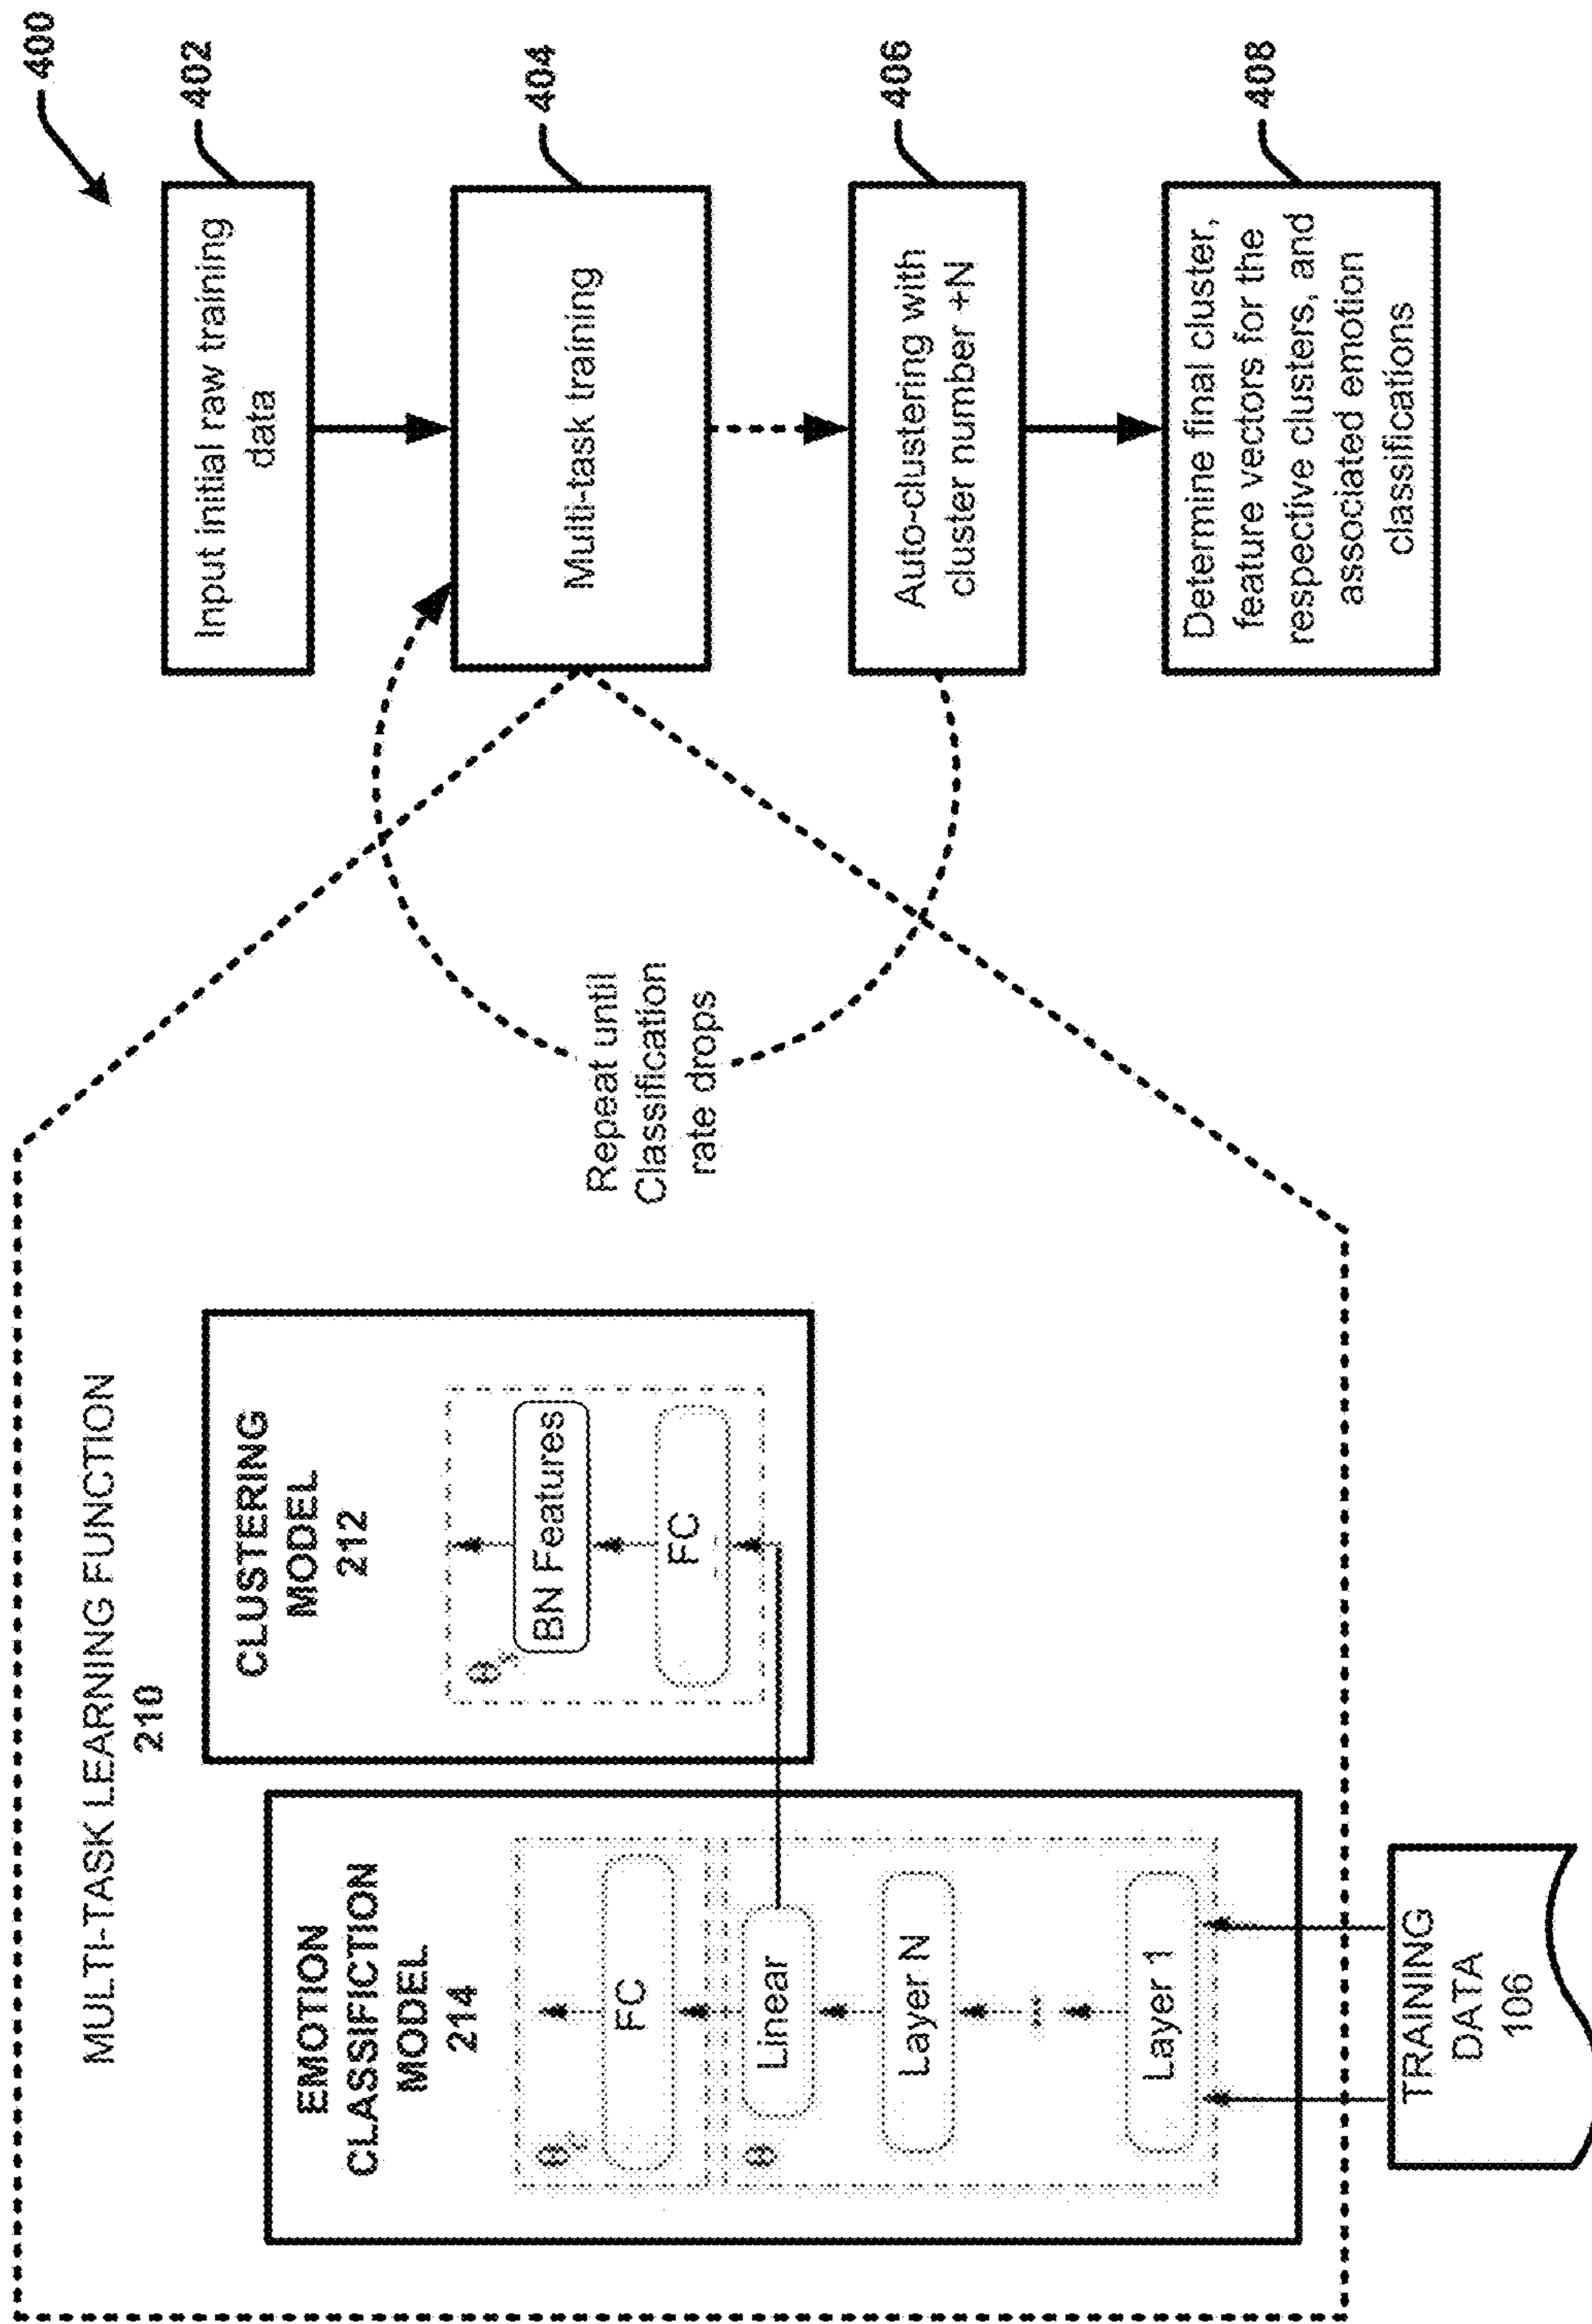 400
402
Input initial raw training
data
404
Multi-task training
406
Auto-clustering with
cluster number +N
408
Determine final cluster,
feature vectors for the
respective clusters, and
associated emotion
classifications
Repeat until
Classification
rate drops
MULTI-TASK LEARNING FUNCTION
210
EMOTION
CLASSIFICTION
MODEL
214
FC
Linear
θ
Layer N
...
Layer 1
CLUSTERING
MODEL
212
BN Features
FC
TRAINING
DATA
106